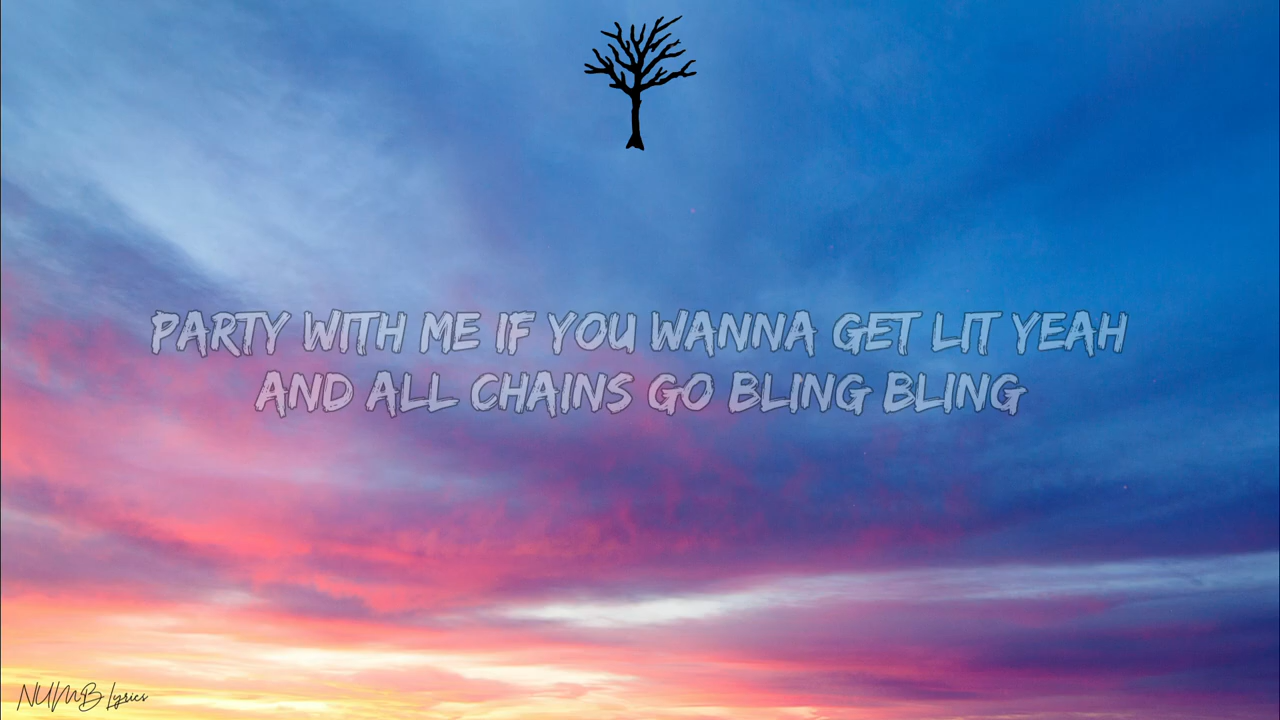 PARTY WITH ME IF YOU WANNA GET LIT YEAH
AND ALL CHAINS GO BLING BLING
NUMB Lyrics